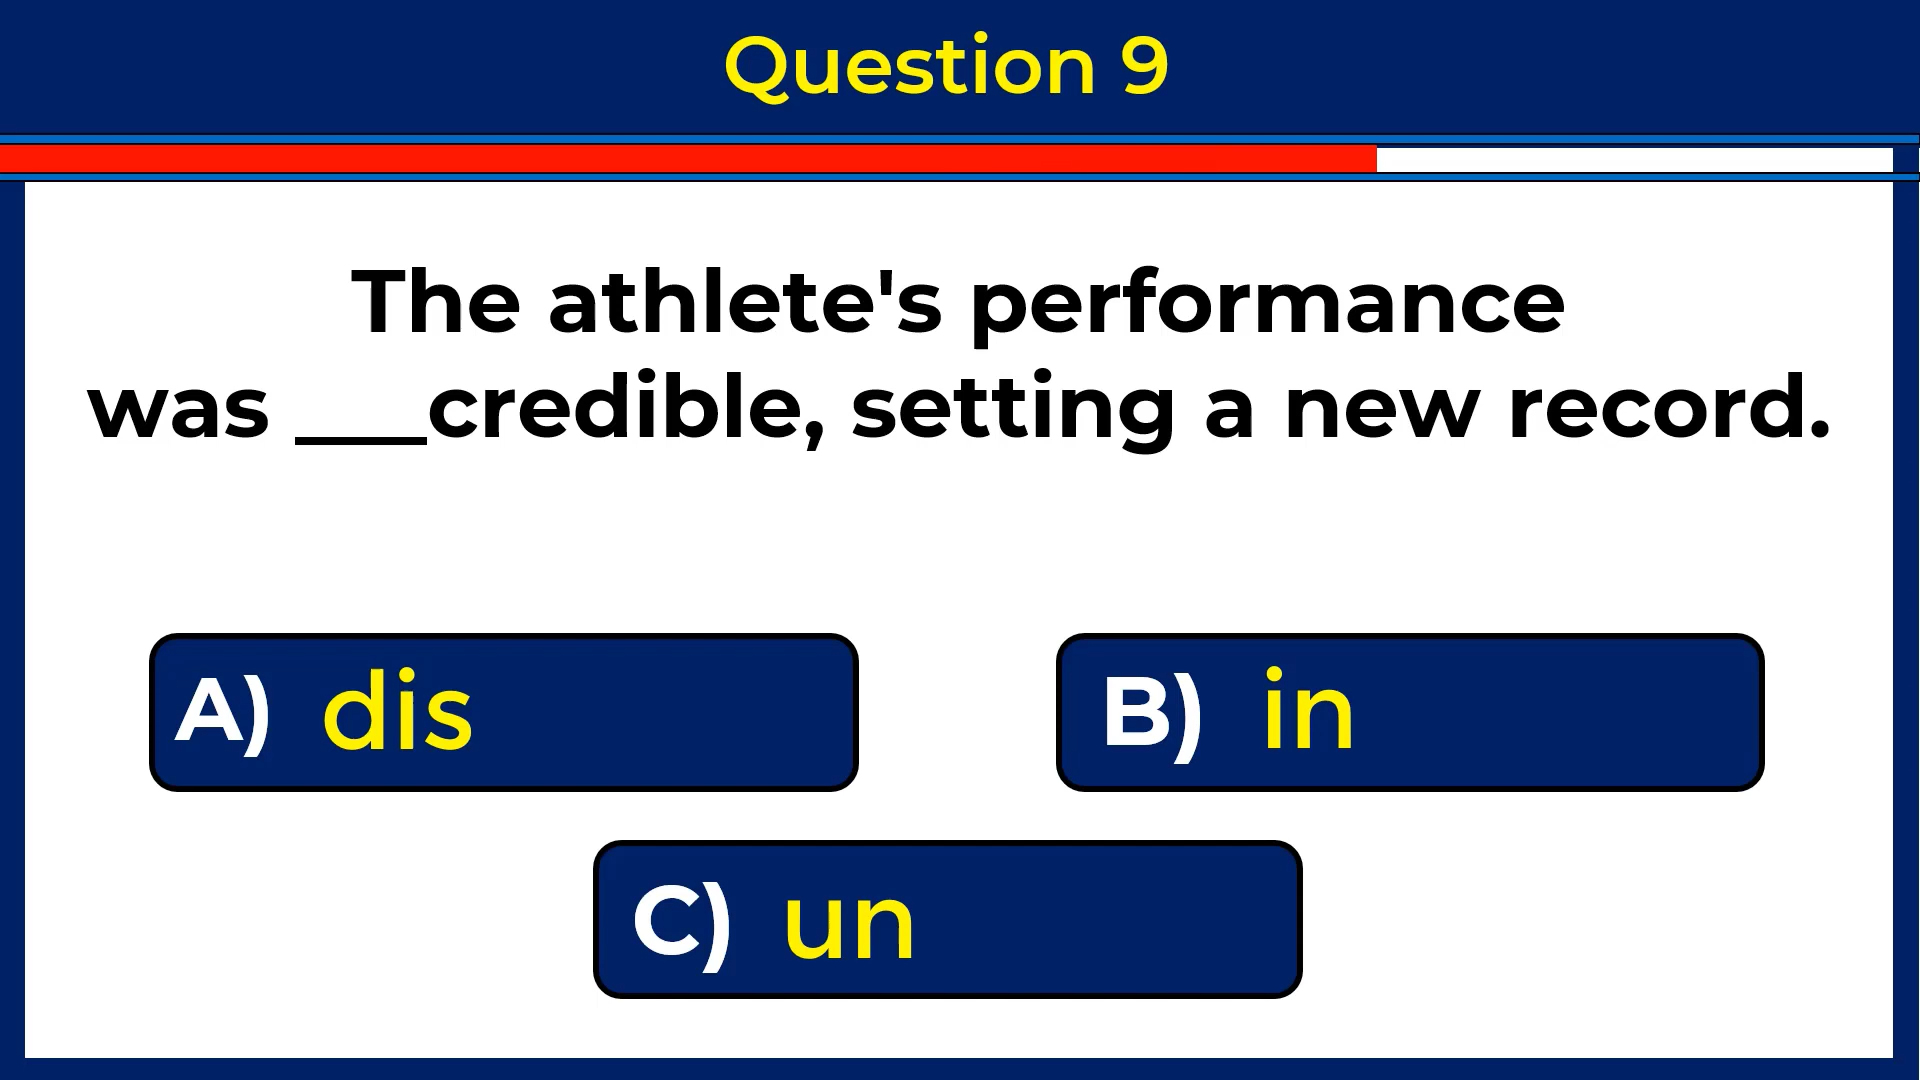 Question 9
The athlete's performance
was ___credible, setting a new record.
A) dis
B) in
C) un